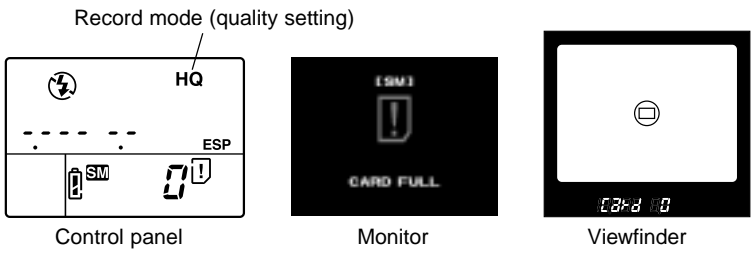 Record mode (quality setting)
HQ
ESP
SM
0
!
Control panel
[SM]
!
CARD FULL
Monitor
CArd 0
Viewfinder